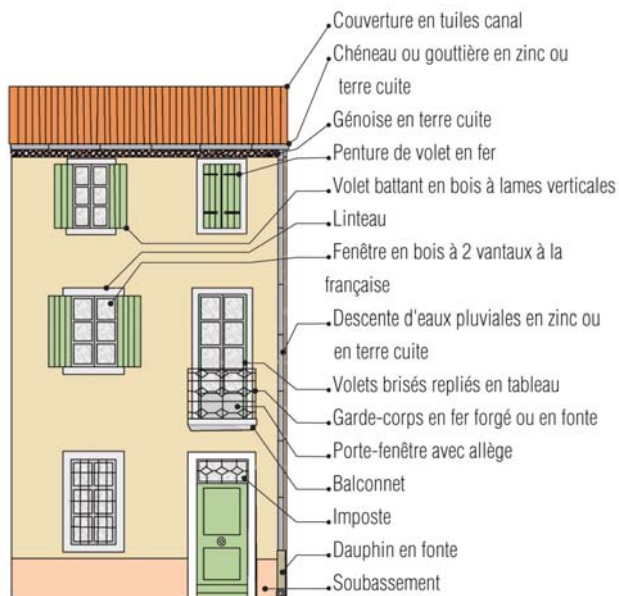 Couverture en tuiles canal
Chéneau ou gouttière en zinc ou
terre cuite
Génoise en terre cuite
Penture de volet en fer
Volet battant en bois à lames verticales
Linteau
Fenêtre en bois à 2 vantaux à la
française
Descente d'eaux pluviales en zinc ou
en terre cuite
Volets brisés repliés en tableau
Garde-corps en fer forgé ou en fonte
Porte-fenêtre avec allège
Balconnet
Imposte
Dauphin en fonte
Soubassement